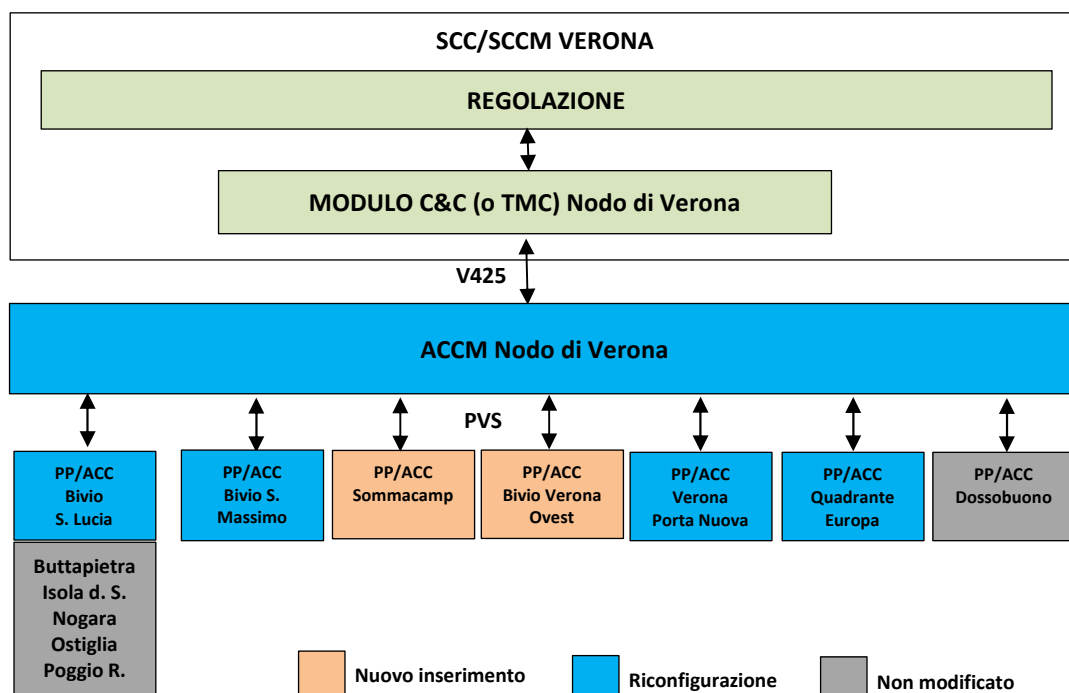 SCC/SCCM VERONA
REGOLAZIONE
MODULO C&C (o TMC) Nodo di Verona
V425
ACCM Nodo di Verona
PVS
PP/ACC
Bivio
S. Lucia
PP/ACC
Bivio S.
Massimo
PP/ACC
Sommacamp
PP/ACC
Bivio Verona
Ovest
PP/ACC
Verona
Porta Nuova
PP/ACC
Quadrante
Europa
PP/ACC
Dossobuono
Buttapietra
Isola d. S.
Nogara
Ostiglia
Poggio R.
Nuovo inserimento
Riconfigurazione
Non modificato